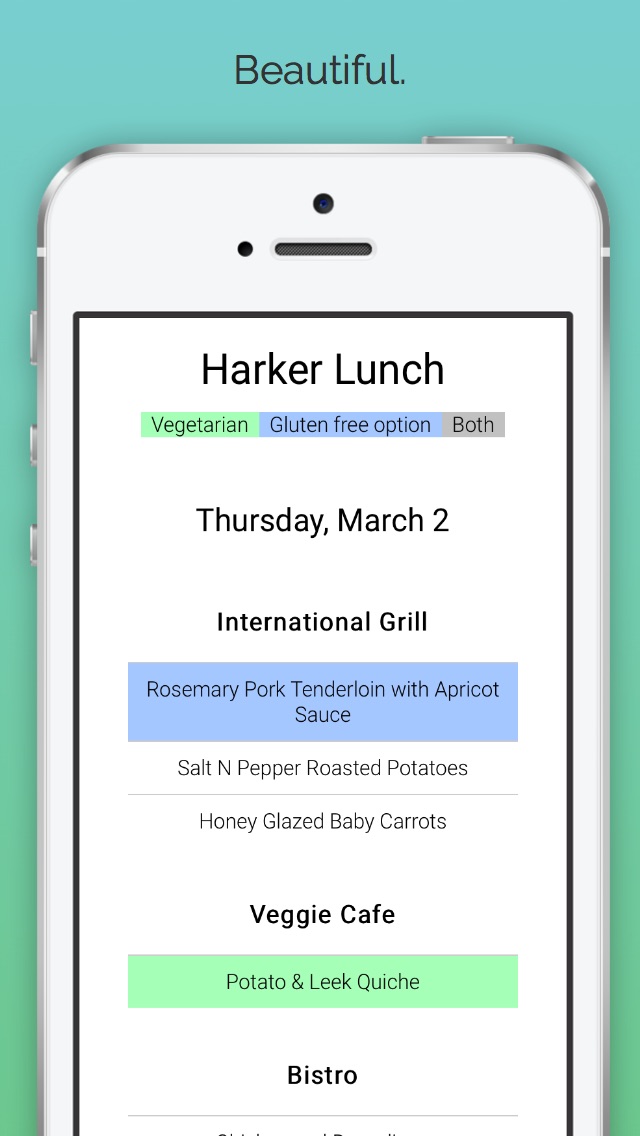 Beautiful.
Harker Lunch
Vegetarian Gluten free option Both
Thursday, March 2
International Grill
Rosemary Pork Tenderloin with Apricot
Sauce
Salt N Pepper Roasted Potatoes
Honey Glazed Baby Carrots
Veggie Cafe
Potato & Leek Quiche
Bistro